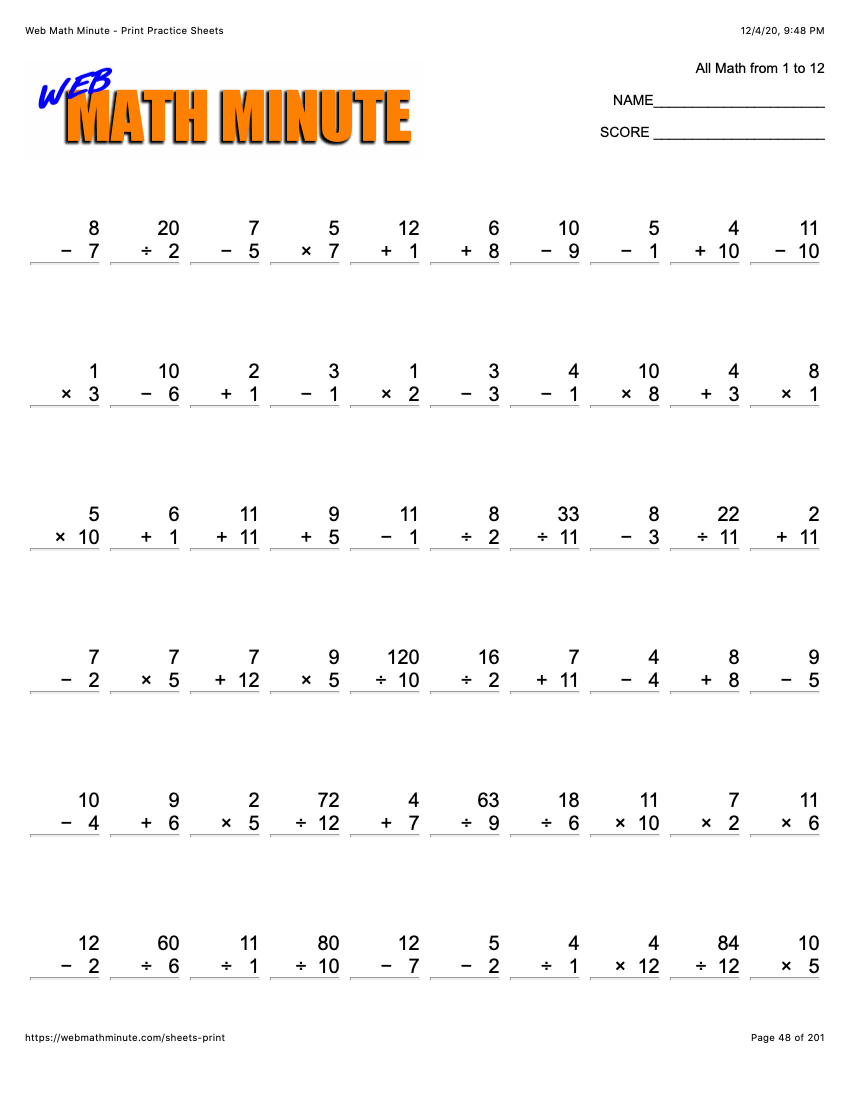 Web Math Minute - Print Practice Sheets 12/4/20, 9:48 PM
WEB
MATH MINUTE
All Math from 1 to 12
NAME______________________
SCORE ______________________
8 20 7 5 12 6 10 5 4 11
− 7 ÷ 2 − 5 × 7 + 1 + 8 − 9 − 1 + 10 − 10
1 10 2 3 1 3 4 10 4 8
× 3 − 6 + 1 − 1 × 2 − 3 − 1 × 8 + 3 × 1
5 6 11 9 11 8 33 8 22 2
× 10 + 1 + 11 + 5 − 1 ÷ 2 ÷ 11 − 3 ÷ 11 + 11
7 7 7 9 120 16 7 4 8 9
− 2 × 5 + 12 × 5 ÷ 10 ÷ 2 + 11 − 4 + 8 − 5
10 9 2 72 4 63 18 11 7 11
− 4 + 6 × 5 ÷ 12 + 7 ÷ 9 ÷ 6 × 10 × 2 × 6
12 60 11 80 12 5 4 4 84 10
− 2 ÷ 6 ÷ 1 ÷ 10 − 7 − 2 ÷ 1 × 12 ÷ 12 × 5
https://webmathminute.com/sheets-print Page 48 of 201